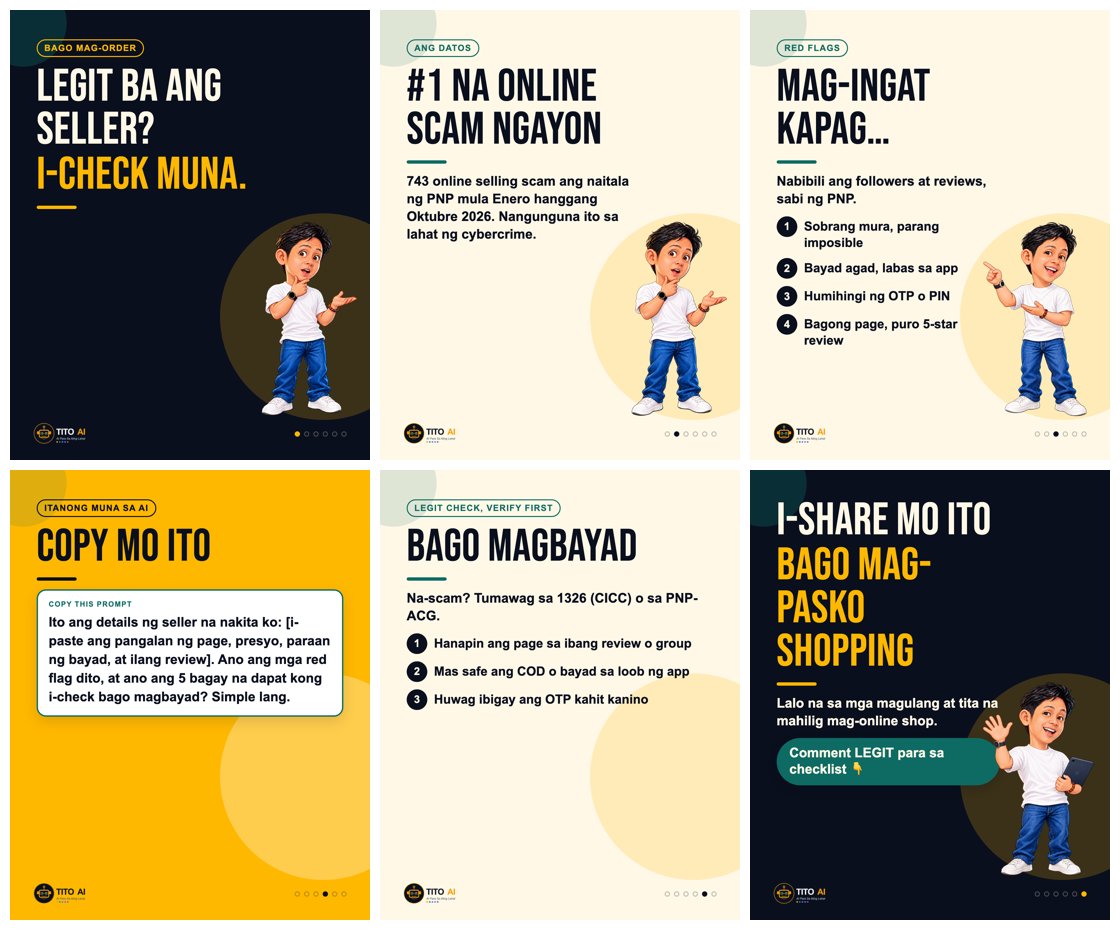 BAGO MAG-ORDER
LEGIT BA ANG
SELLER?
I-CHECK MUNA.
TITO AI
ANG DATOS
#1 NA ONLINE
SCAM NGAYON
743 online selling scam ang naitala
ng PNP mula Enero hanggang
Oktubre 2026. Nangunguna ito sa
lahat ng cybercrime.
TITO AI
RED FLAGS
MAG-INGAT
KAPAG...
Nabibili ang followers at reviews,
sabi ng PNP.
1 Sobrang mura, parang
imposible
2 Bayad agad, labas sa app
3 Humihingi ng OTP o PIN
4 Bagong page, puro 5-star
review
TITO AI
ITANONG MUNA SA AI
COPY MO ITO
COPY THIS PROMPT
Ito ang details ng seller na nakita ko: [i-
paste ang pangalan ng page, presyo, paraan
ng bayad, at ilang review]. Ano ang mga red
flag dito, at ano ang 5 bagay na dapat kong
i-check bago magbayad? Simple lang.
TITO AI
LEGIT CHECK, VERIFY FIRST
BAGO MAGBAYAD
Na-scam? Tumawag sa 1326 (CICC) o sa PNP-
ACG.
1 Hanapin ang page sa ibang review o group
2 Mas safe ang COD o bayad sa loob ng app
3 Huwag ibigay ang OTP kahit kanino
TITO AI
I-SHARE MO ITO
BAGO MAG-
PASKO
SHOPPING
Lalo na sa mga magulang at tita na
mahilig mag-online shop.
Comment LEGIT para sa
checklist 👇
TITO AI